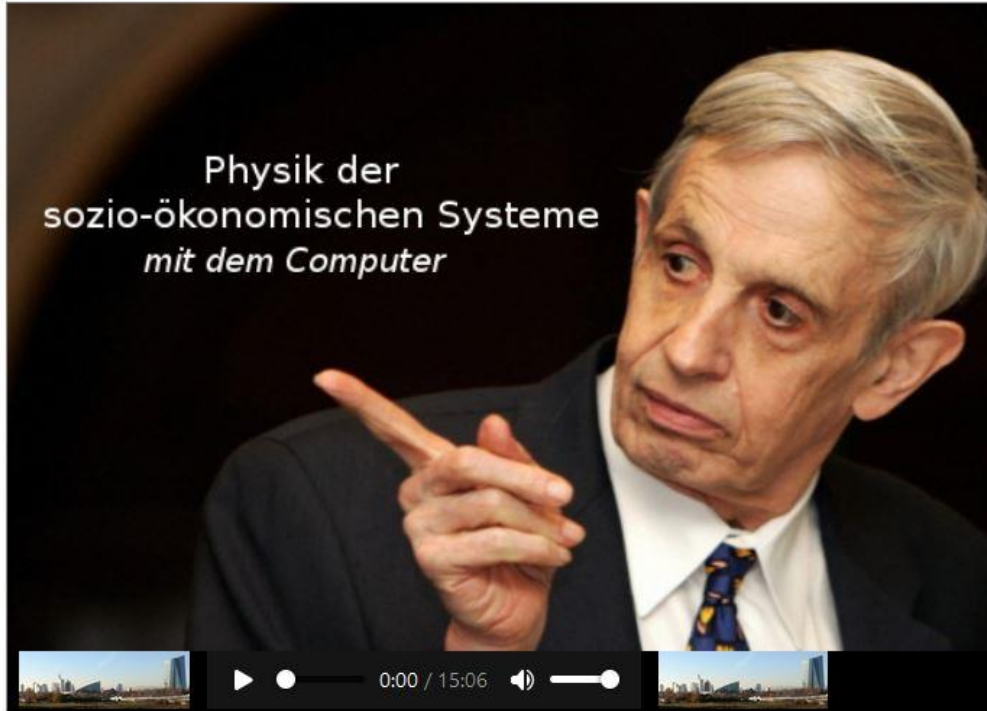 Physik der
sozio-ökonomischen Systeme
mit dem Computer
0:00 / 15:06